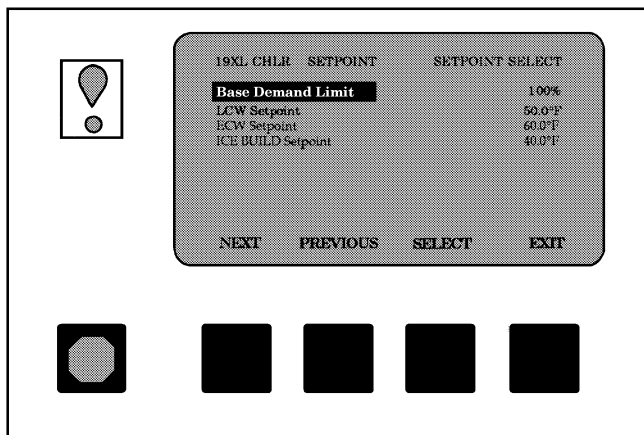 19XL CHLR SETPOINT SETPOINT SELECT
Base Demand Limit 100%
LCW Setpoint 50.0°F
ECW Setpoint 60.0°F
ICE BUILD Setpoint 40.0°F
NEXT PREVIOUS SELECT EXIT